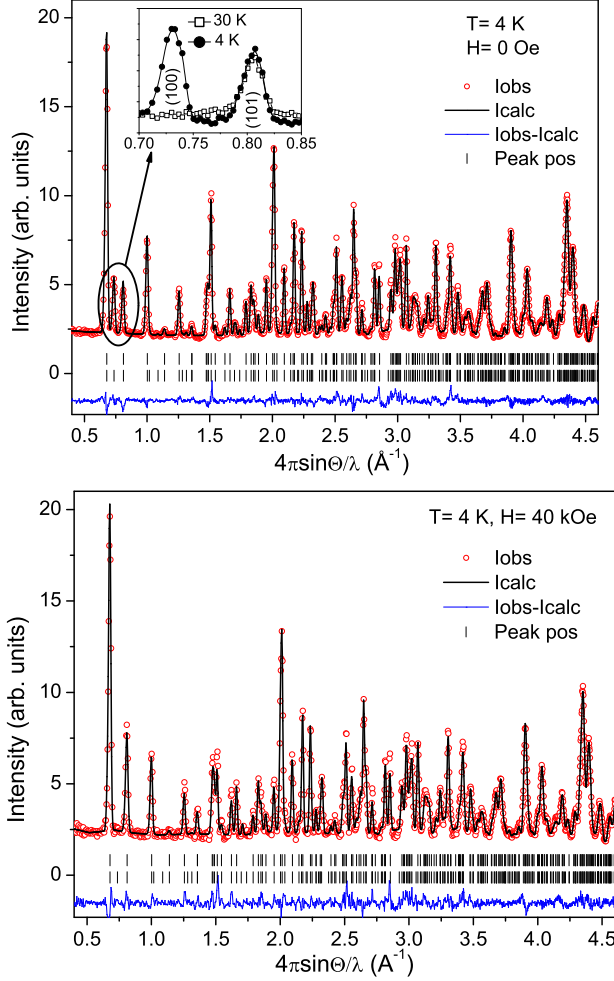 20
15
10
5
0
Intensity (arb. units)
30 K
4 K
(100)
(101)
0.70 0.75 0.80 0.85
T= 4 K
H= 0 Oe
Iobs
Icalc
Iobs-Icalc
Peak pos
0.5 1.0 1.5 2.0 2.5 3.0 3.5 4.0 4.5
4πsinΘ/λ (Å⁻¹)
20
15
10
5
0
Intensity (arb. units)
T= 4 K, H= 40 kOe
Iobs
Icalc
Iobs-Icalc
Peak pos
0.5 1.0 1.5 2.0 2.5 3.0 3.5 4.0 4.5
4πsinΘ/λ (A⁻¹)